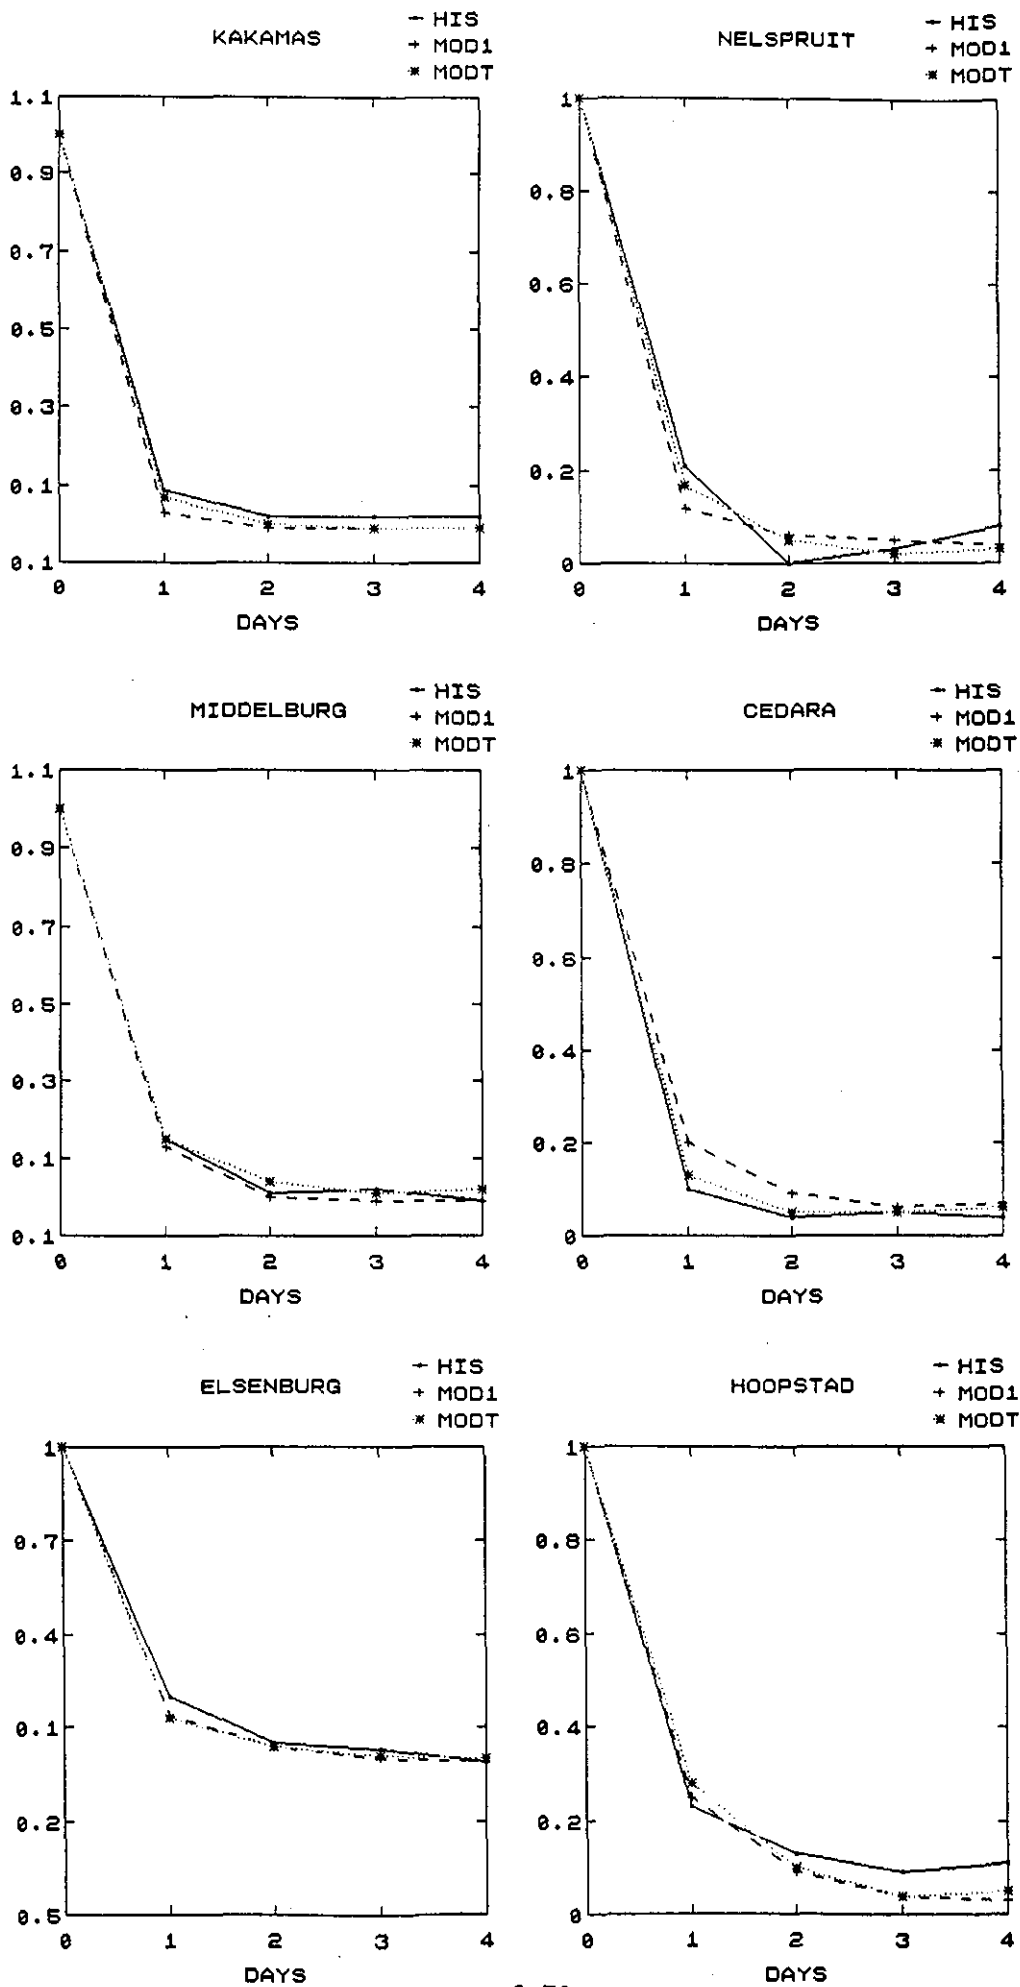 KAKAMAS
HIS
MOD1
MODT
1.1
0.9
0.7
0.5
0.3
0.1
0.1
0 1 2 3 4
DAYS
NELSPRUIT
HIS
MOD1
MODT
1
0.8
0.6
0.4
0.2
0
0 1 2 3 4
DAYS
MIDDELBURG
HIS
MOD1
MODT
1.1
0.9
0.7
0.5
0.3
0.1
0.1
0 1 2 3 4
DAYS
CEDARA
HIS
MOD1
MODT
1
0.8
0.6
0.4
0.2
0
0 1 2 3 4
DAYS
ELSENBURG
HIS
MOD1
MODT
1
0.7
0.4
0.1
0.2
0.5
0 1 2 3 4
DAYS
HOOPSTAD
HIS
MOD1
MODT
1
0.8
0.6
0.4
0.2
0
0 1 2 3 4
DAYS